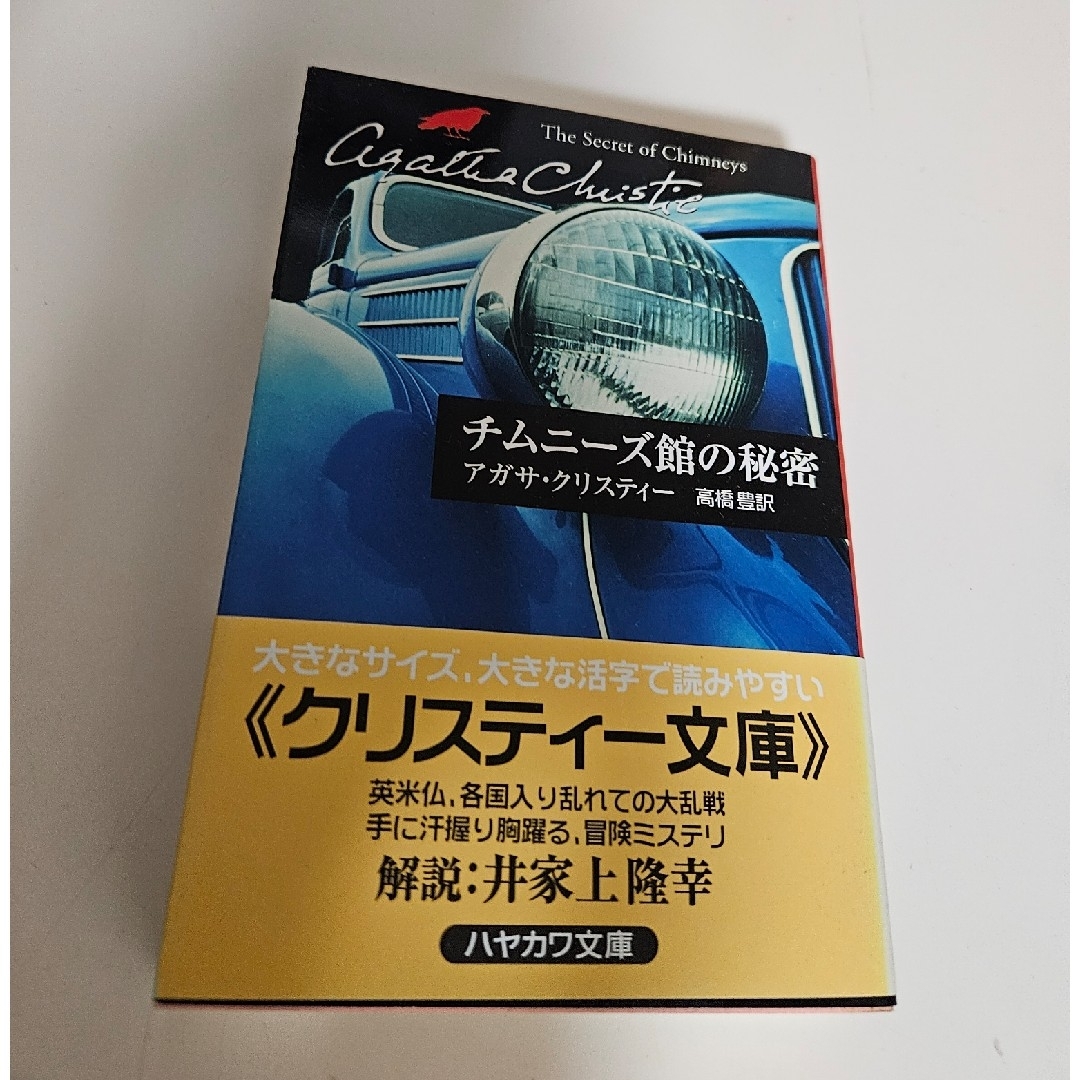 The Secret of Chimneys
Agatha Christie
チムニーズ館の秘密
アガサ・クリスティー 高橋 豊訳
大きなサイズ、大きな活字で読みやすい
《クリスティー文庫》
英米仏、各国入り乱れての大乱戦
手に汗握り胸躍る、冒険ミステリ
解説:井家上隆幸
ハヤカワ文庫